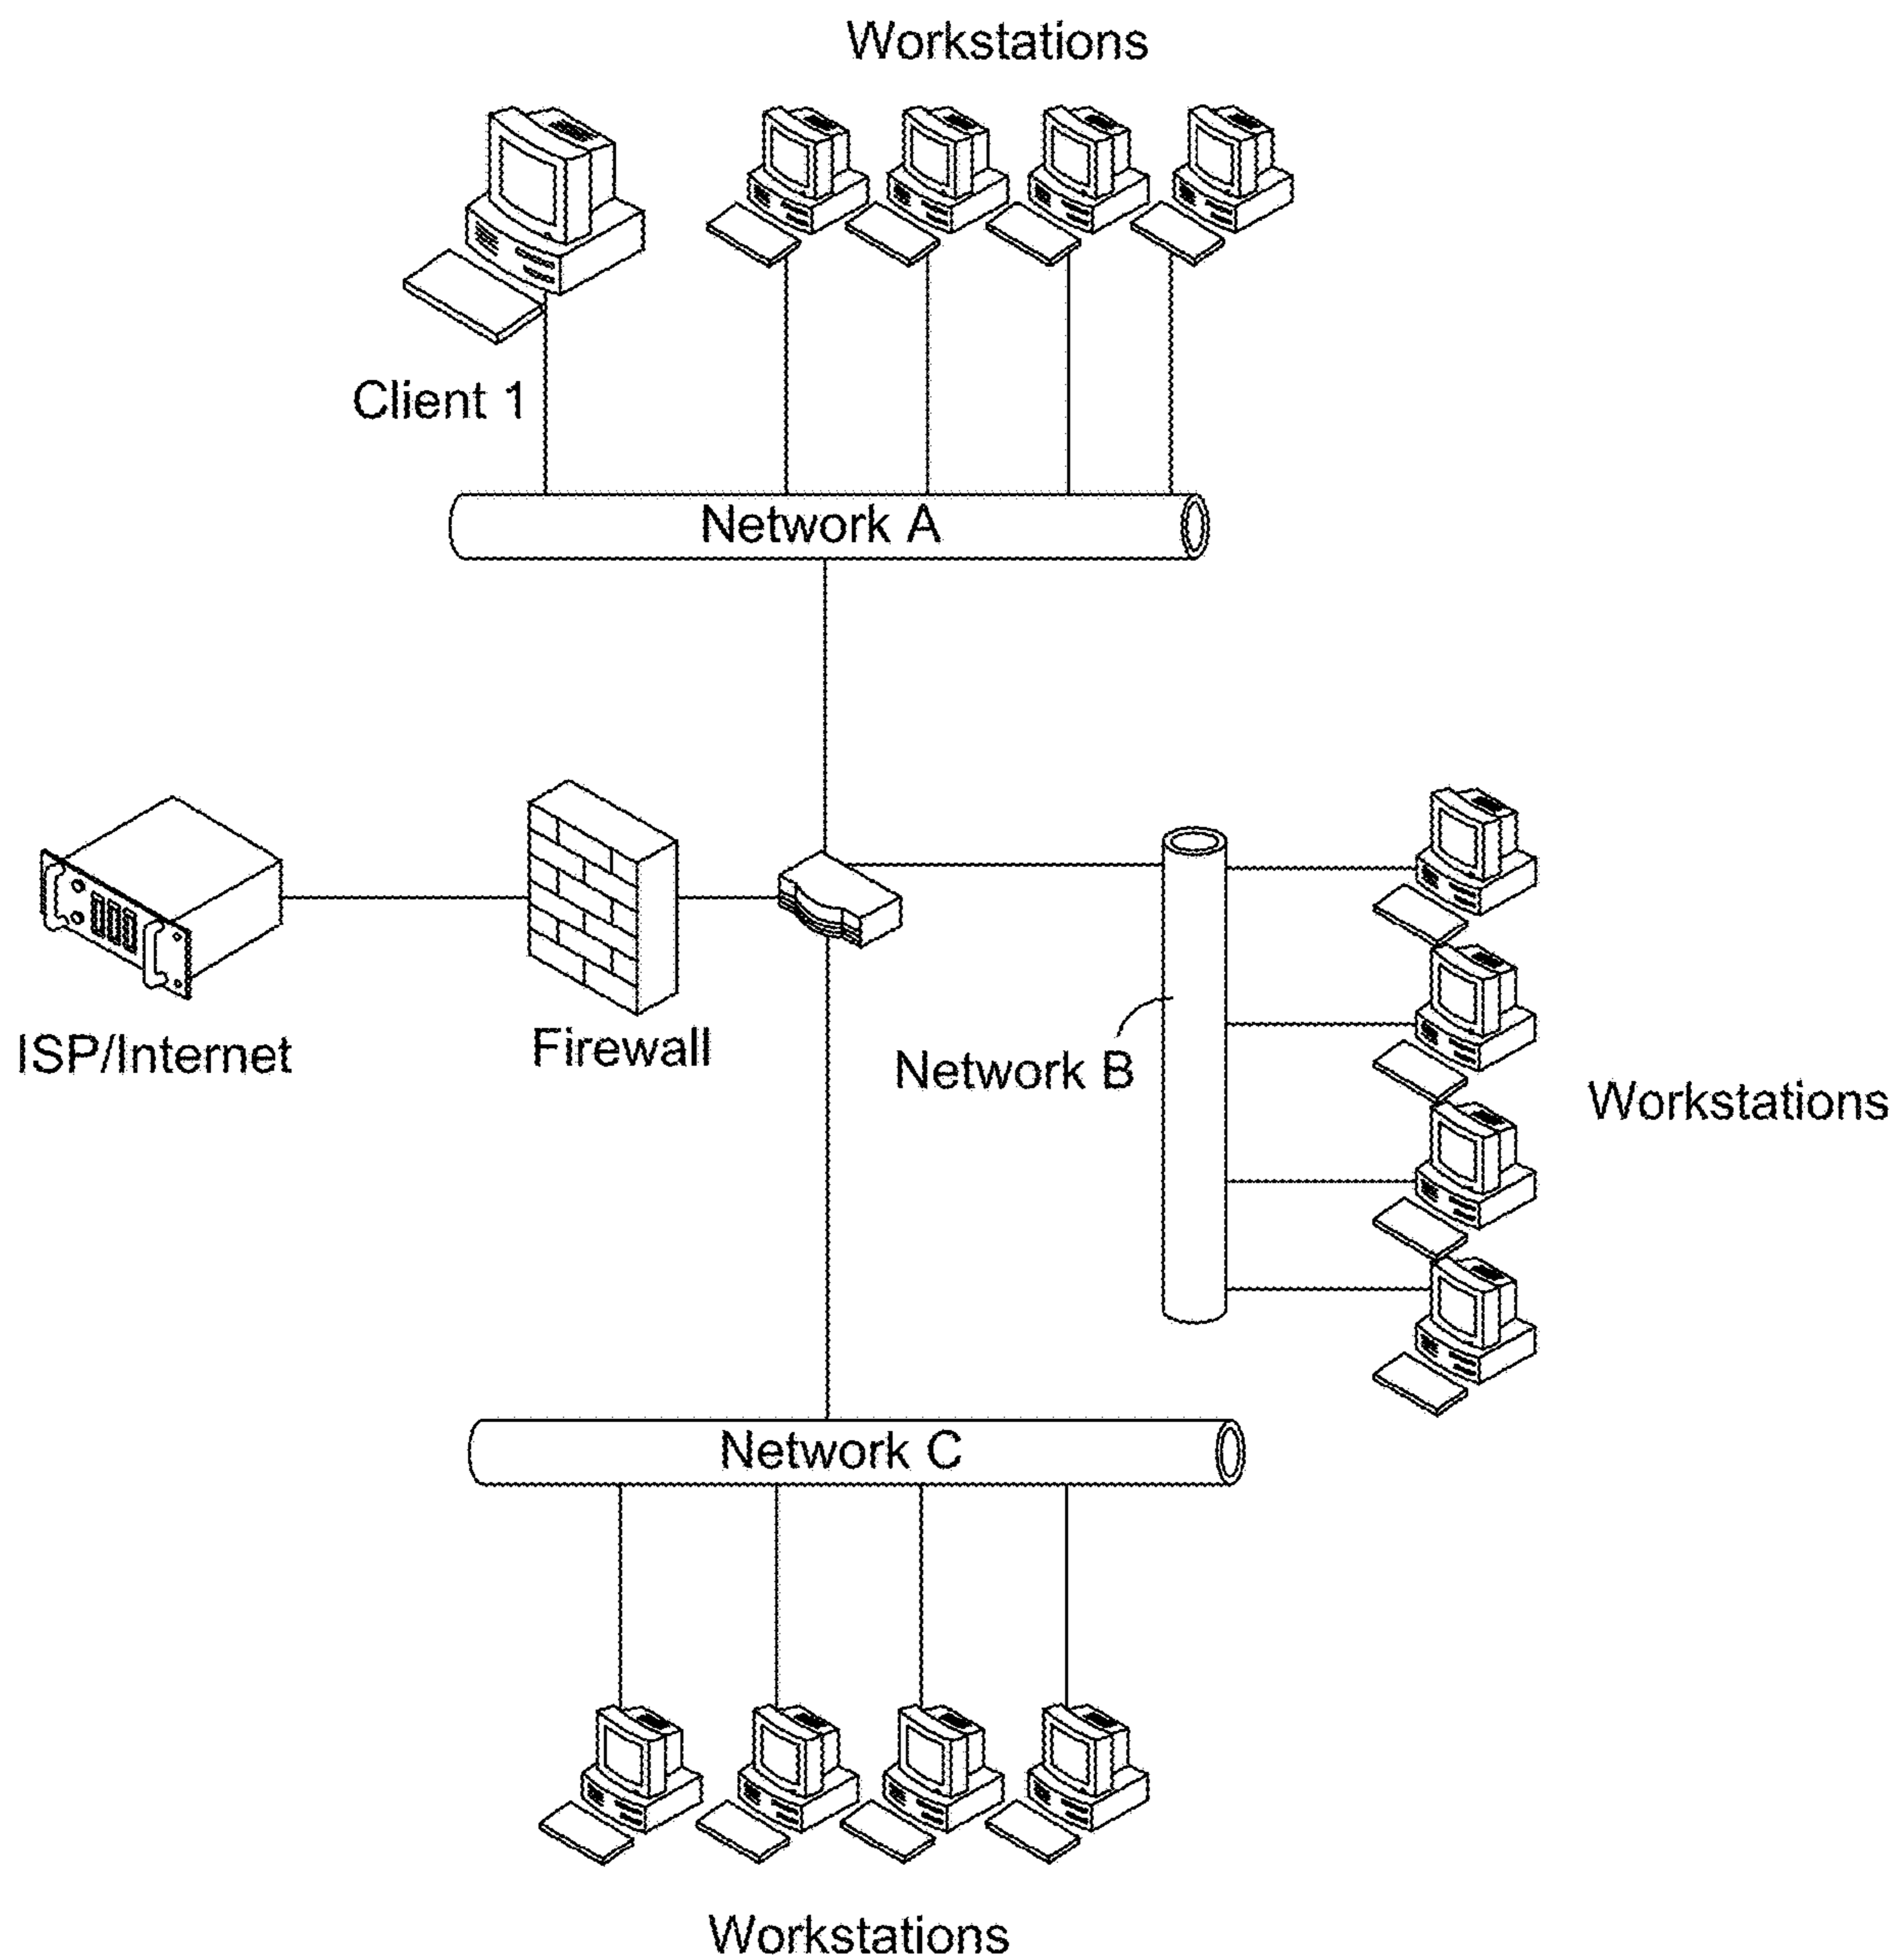 Workstations
Client 1
Network A
ISP/Internet
Firewall
Network B
Workstations
Network C
Workstations